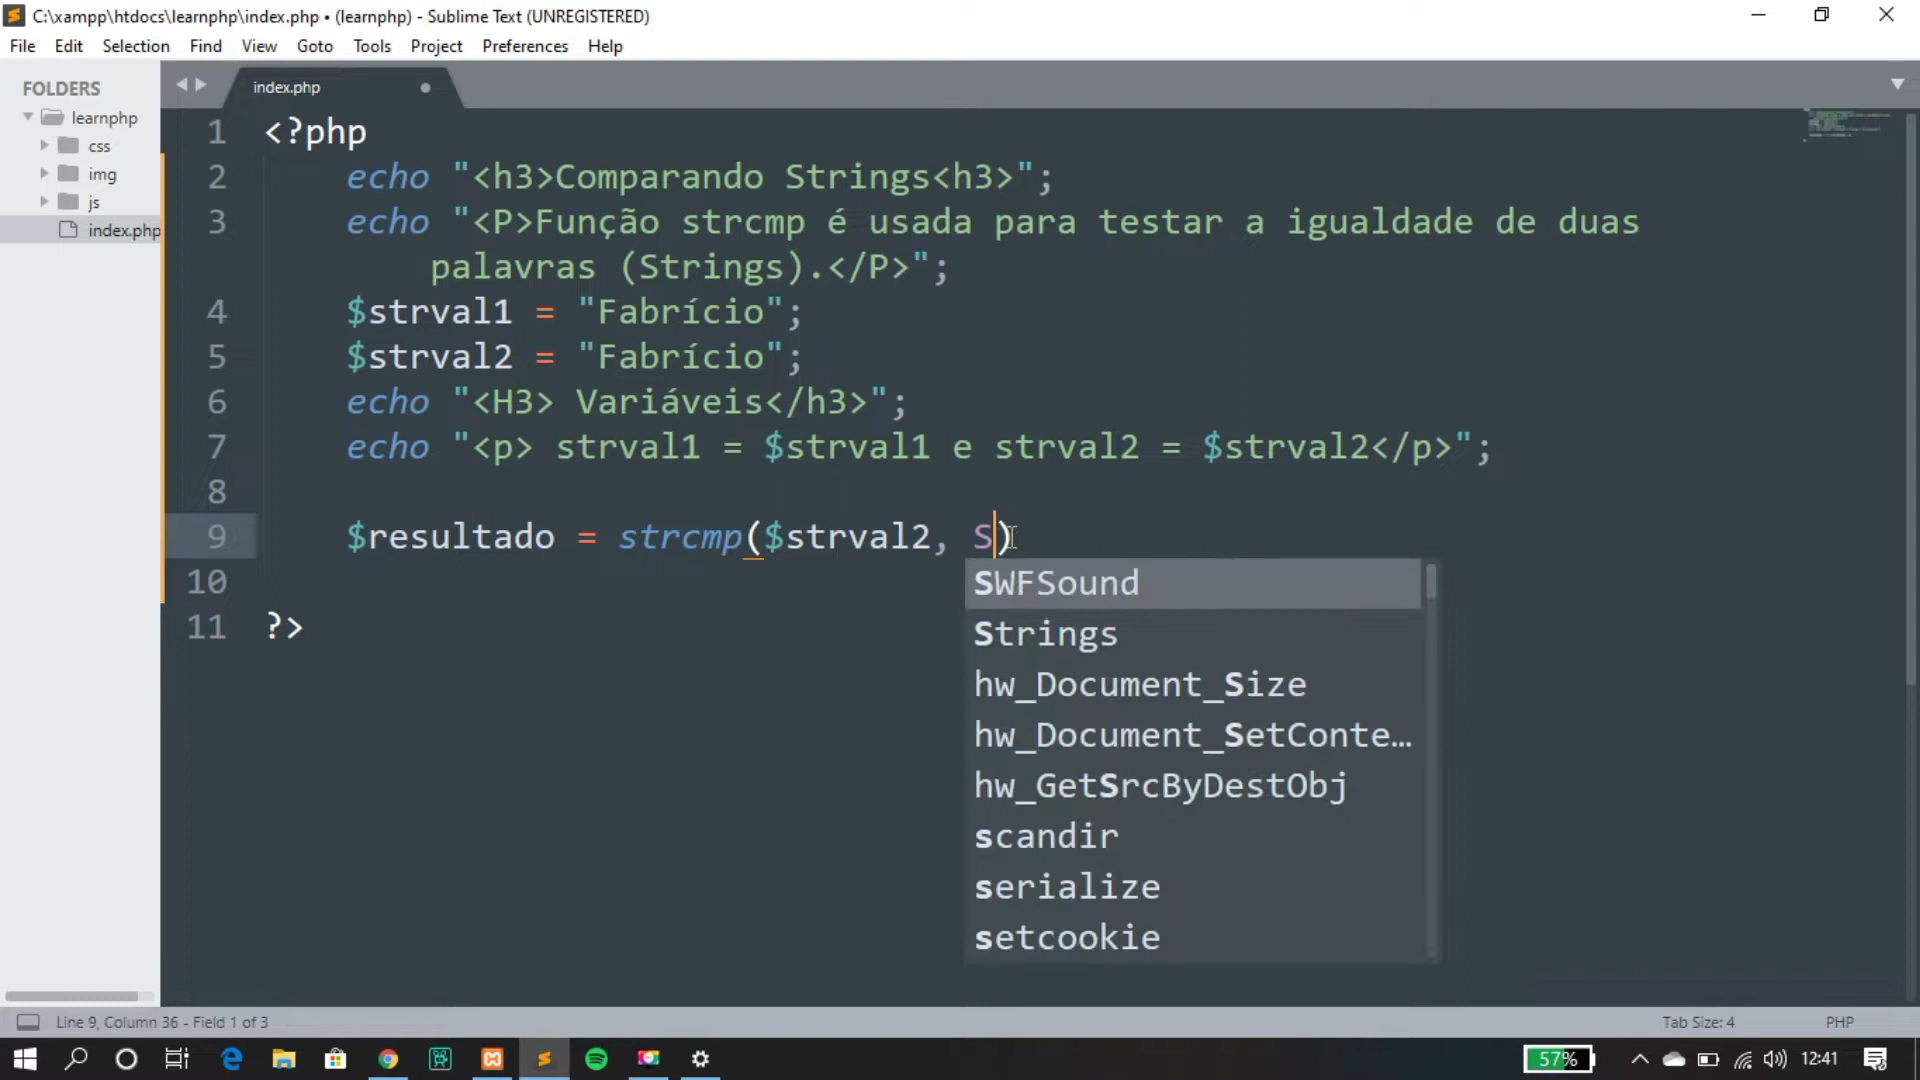 C:\xampp\htdocs\learnphp\index.php • (learnphp) - Sublime Text (UNREGISTERED)
File Edit Selection Find View Goto Tools Project Preferences Help
FOLDERS
learnphp
css
img
js
index.php
index.php
1 <?php
2 echo "<h3>Comparando Strings<h3>";
3 echo "<P>Função strcmp é usada para testar a igualdade de duas
palavras (Strings).</P>";
4 $strval1 = "Fabrício";
5 $strval2 = "Fabrício";
6 echo "<H3> Variáveis</h3>";
7 echo "<p> strval1 = $strval1 e strval2 = $strval2</p>";
8
9 $resultado = strcmp($strval2, S)
10
11 ?>
SWFSound
Strings
hw_Document_Size
hw_Document_SetConte…
hw_GetSrcByDestObj
scandir
serialize
setcookie
Line 9, Column 36 - Field 1 of 3
Tab Size: 4
PHP
57%
12:41